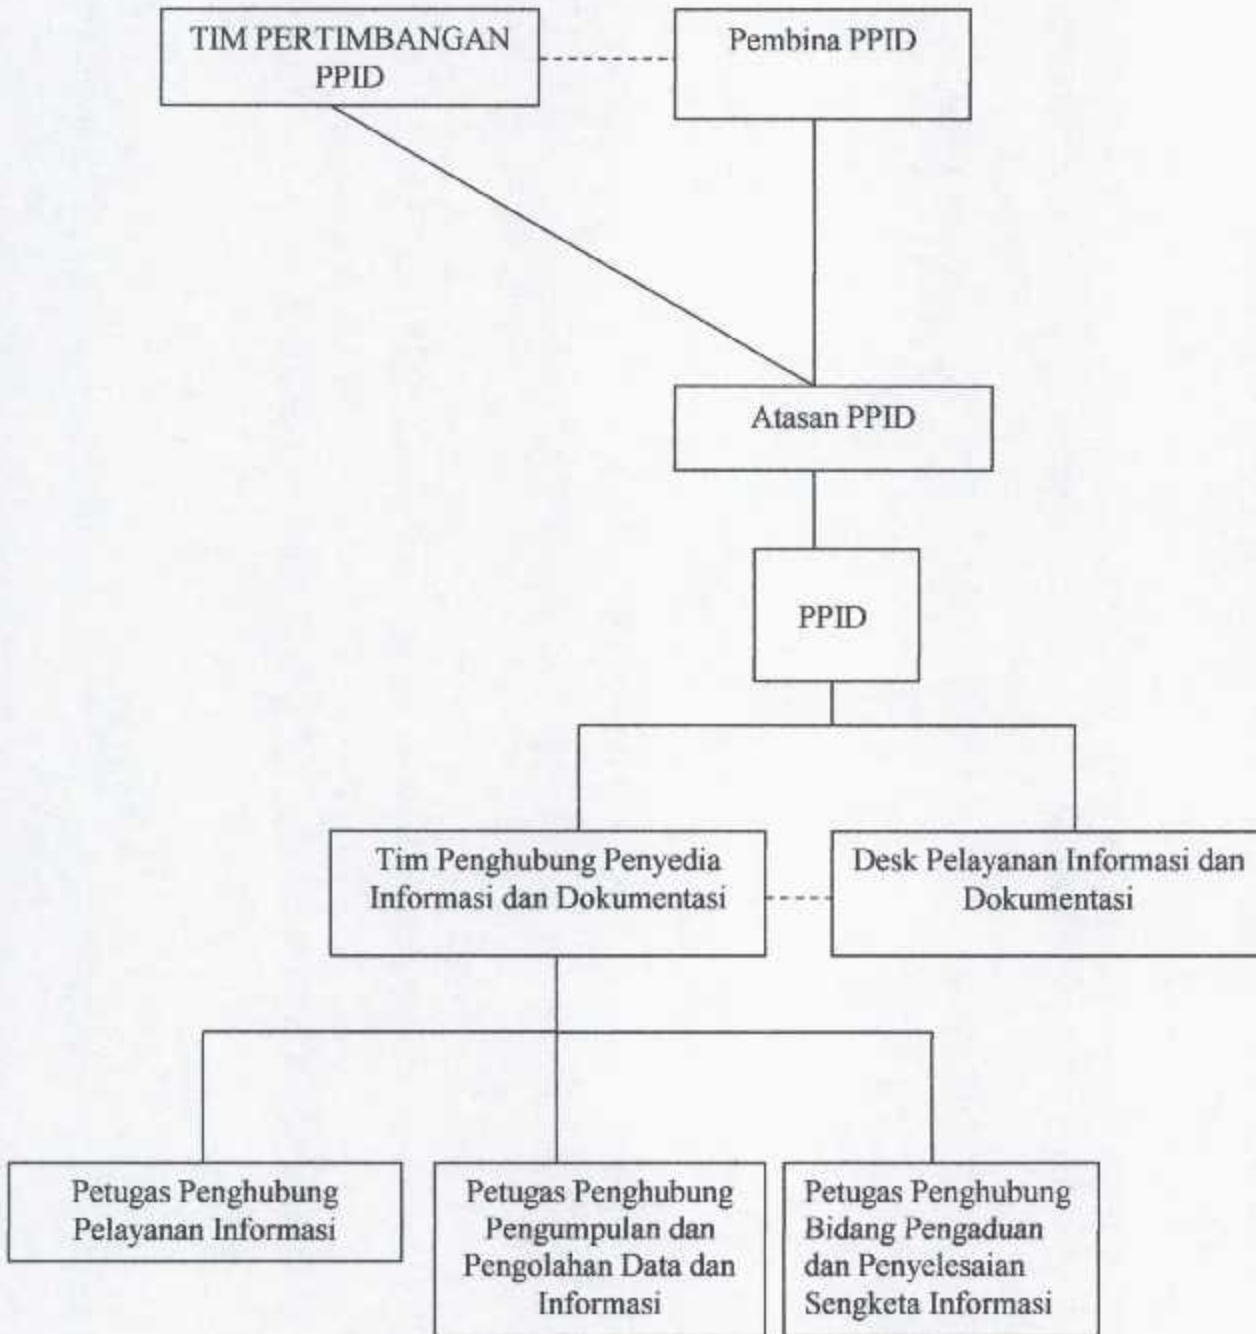 TIM PERTIMBANGAN
PPID
Pembina PPID
Atasan PPID
PPID
Tim Penghubung Penyedia
Informasi dan Dokumentasi
Desk Pelayanan Informasi dan
Dokumentasi
Petugas Penghubung
Pelayanan Informasi
Petugas Penghubung
Pengumpulan dan
Pengolahan Data dan
Informasi
Petugas Penghubung
Bidang Pengaduan
dan Penyelesaian
Sengketa Informasi